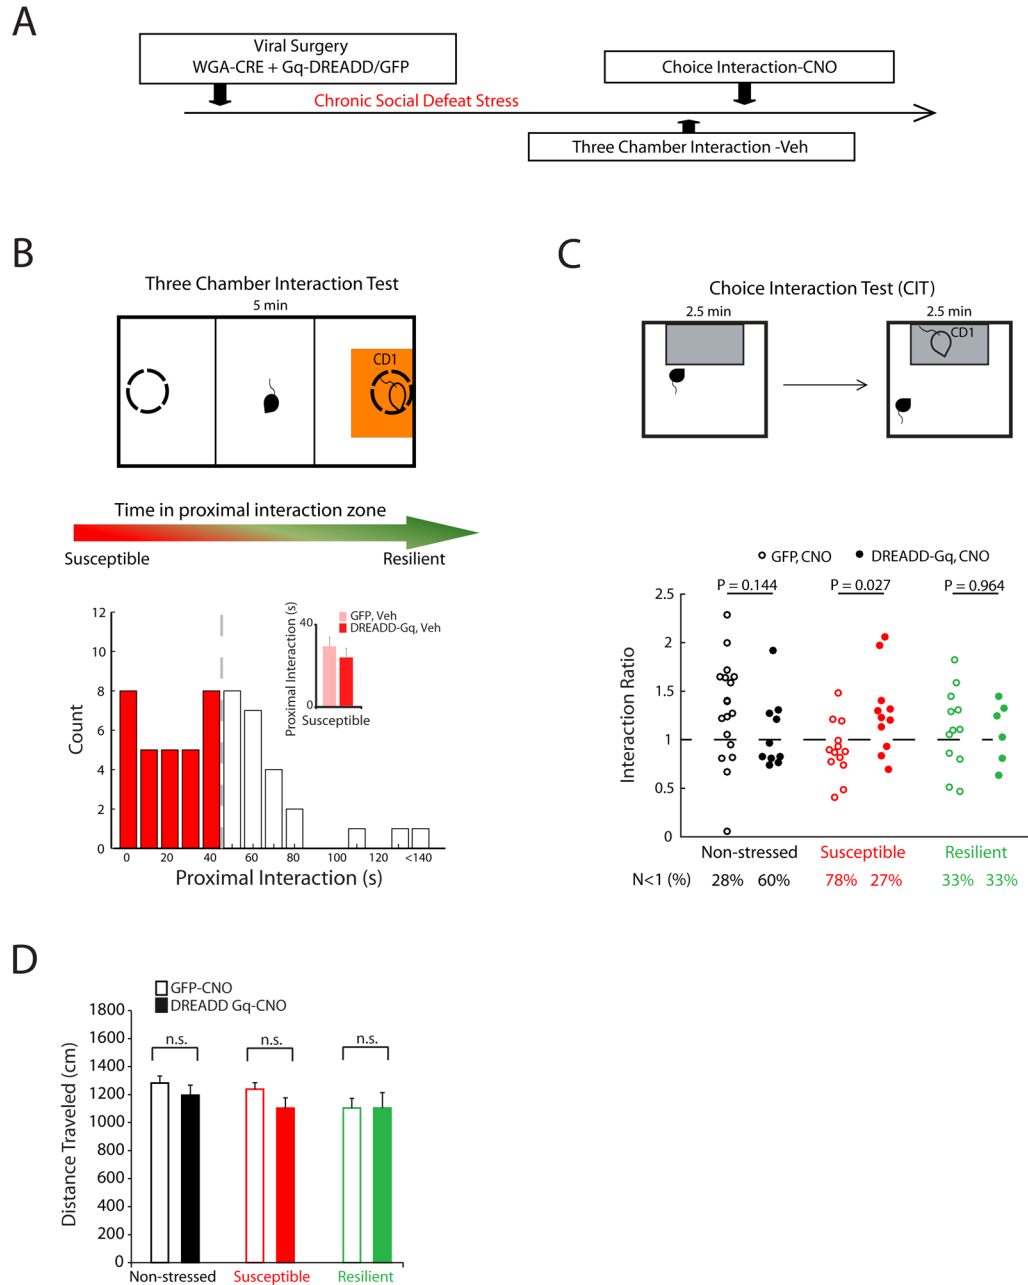 A
Viral Surgery
WGA-CRE + Gq-DREADD/GFP
Choice Interaction-CNO
Chronic Social Defeat Stress
Three Chamber Interaction -Veh
B
Three Chamber Interaction Test
5 min
CD1
Time in proximal interaction zone
Susceptible
Resilient
12
10
8
6
4
2
0
Count
0
20
40
60
80
100
120
<140
Proximal Interaction (s)
Proximal Interaction (s)
40
0
GFP, Veh
DREADD-Gq, Veh
Susceptible
C
Choice Interaction Test (CIT)
2.5 min
2.5 min
CD1
GFP, CNO
DREADD-Gq, CNO
P = 0.144
P = 0.027
P = 0.964
2.5
2
1.5
1
0.5
0
Interaction Ratio
Non-stressed
Susceptible
Resilient
N<1 (%)
28%
60%
78%
27%
33%
33%
D
GFP-CNO
DREADD Gq-CNO
n.s.
n.s.
n.s.
1800
1600
1400
1200
1000
800
600
400
200
0
Distance Traveled (cm)
Non-stressed
Susceptible
Resilient